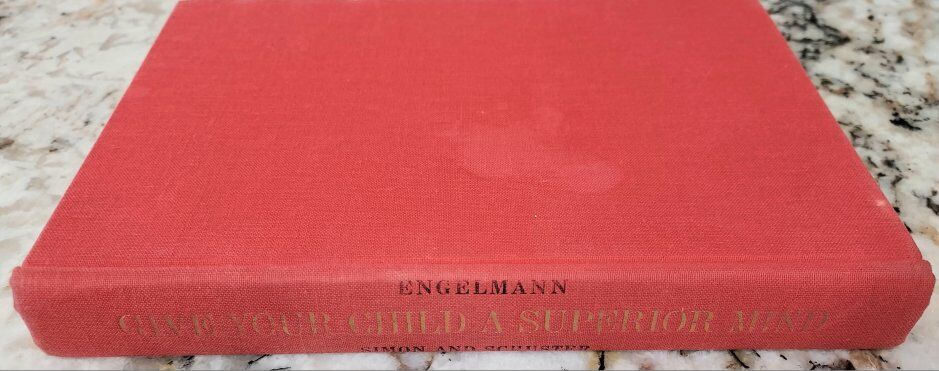 ENGELMANN
GIVE YOUR CHILD A SUPERIOR MIND
SIMON AND SCHUSTER